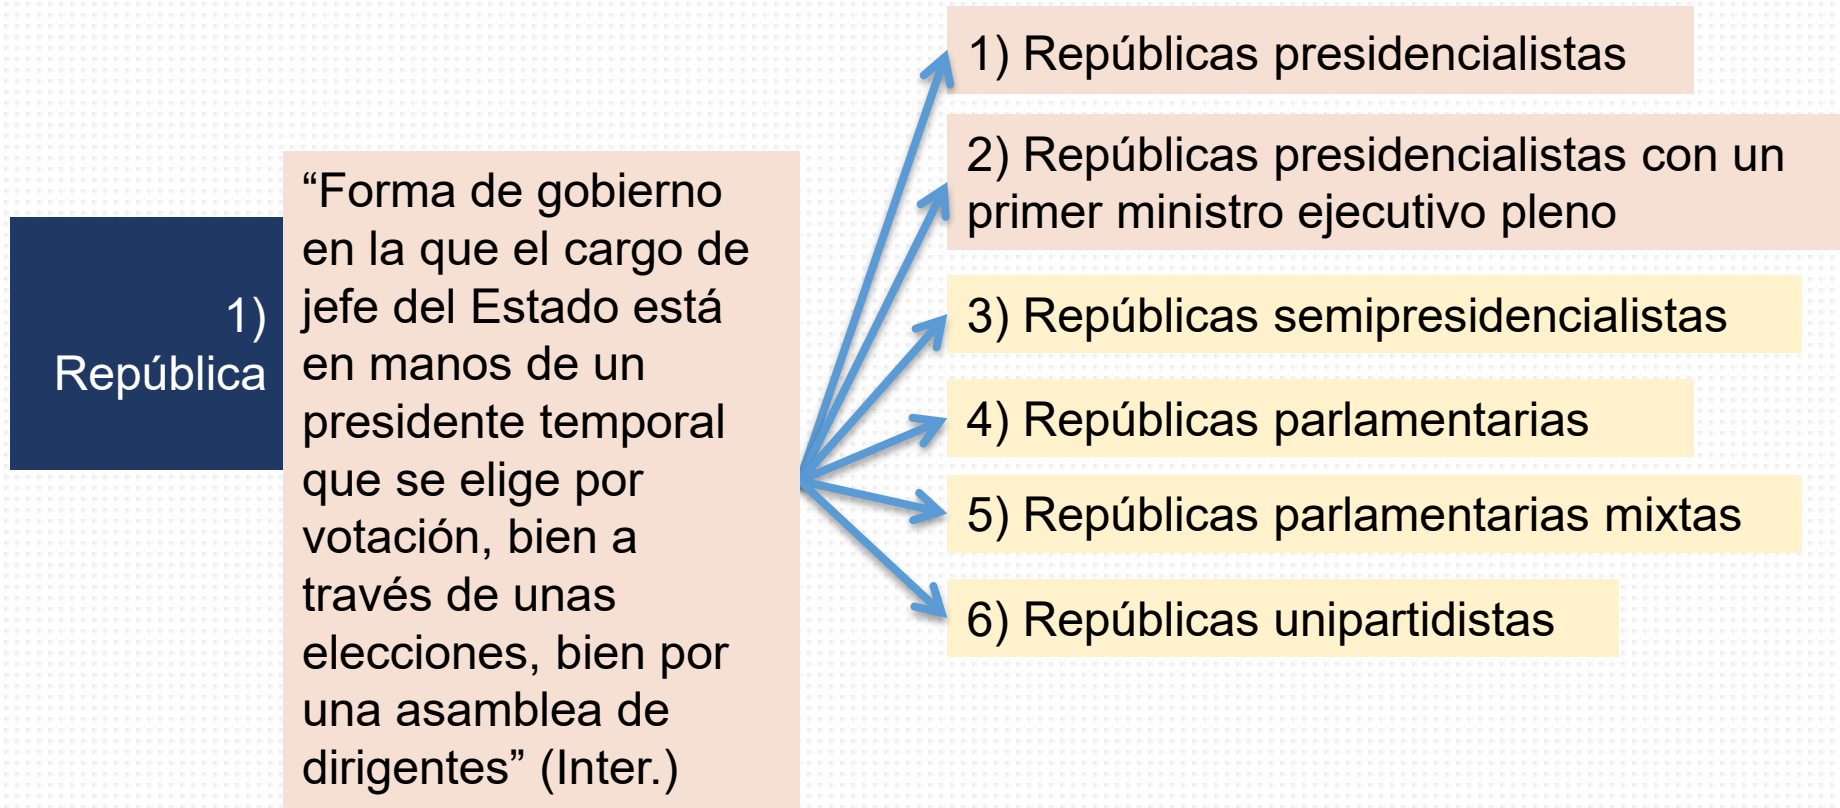 1)
República
“Forma de gobierno
en la que el cargo de
jefe del Estado está
en manos de un
presidente temporal
que se elige por
votación, bien a
través de unas
elecciones, bien por
una asamblea de
dirigentes” (Inter.)
1) Repúblicas presidencialistas
2) Repúblicas presidencialistas con un
primer ministro ejecutivo pleno
3) Repúblicas semipresidencialistas
4) Repúblicas parlamentarias
5) Repúblicas parlamentarias mixtas
6) Repúblicas unipartidistas